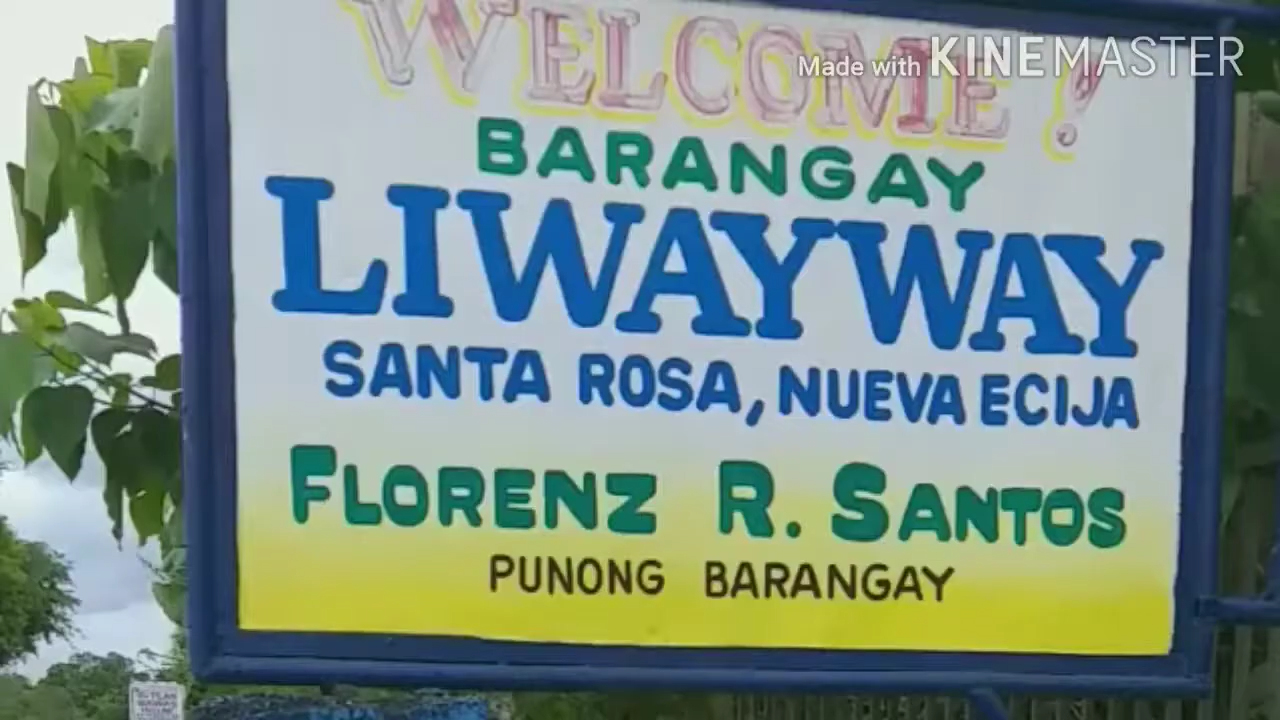 WELCOME!
Made with KINEMASTER
BARANGAY
LIWAYWAY
SANTA ROSA, NUEVA ECIJA
FLORENZ R. SANTOS
PUNONG BARANGAY